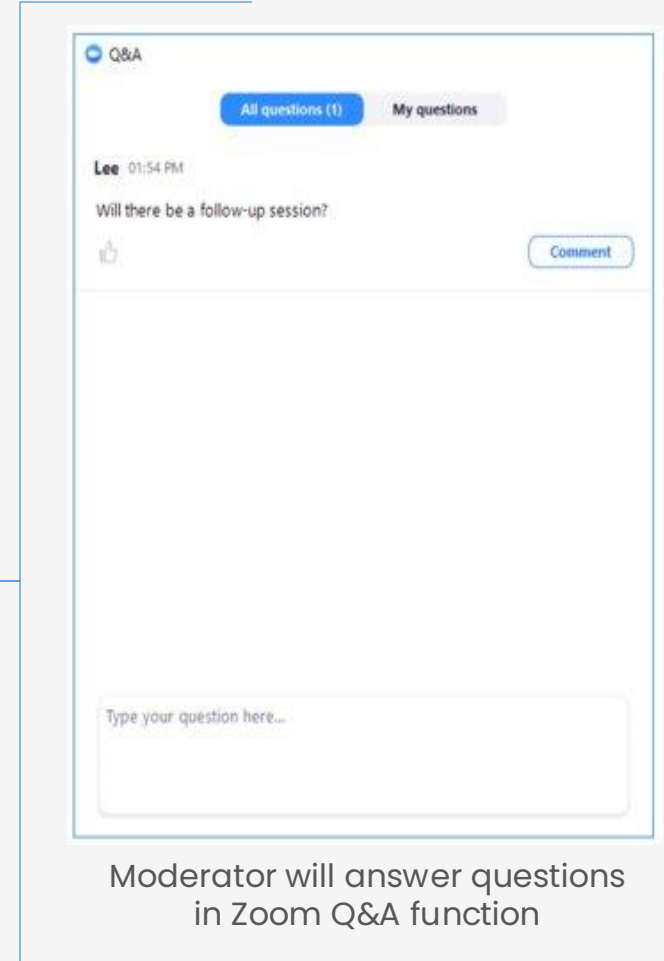 Q&A
All questions (1) My questions
Lee 01:54 PM
Will there be a follow-up session?
Comment
Type your question here...
Moderator will answer questions
in Zoom Q&A function